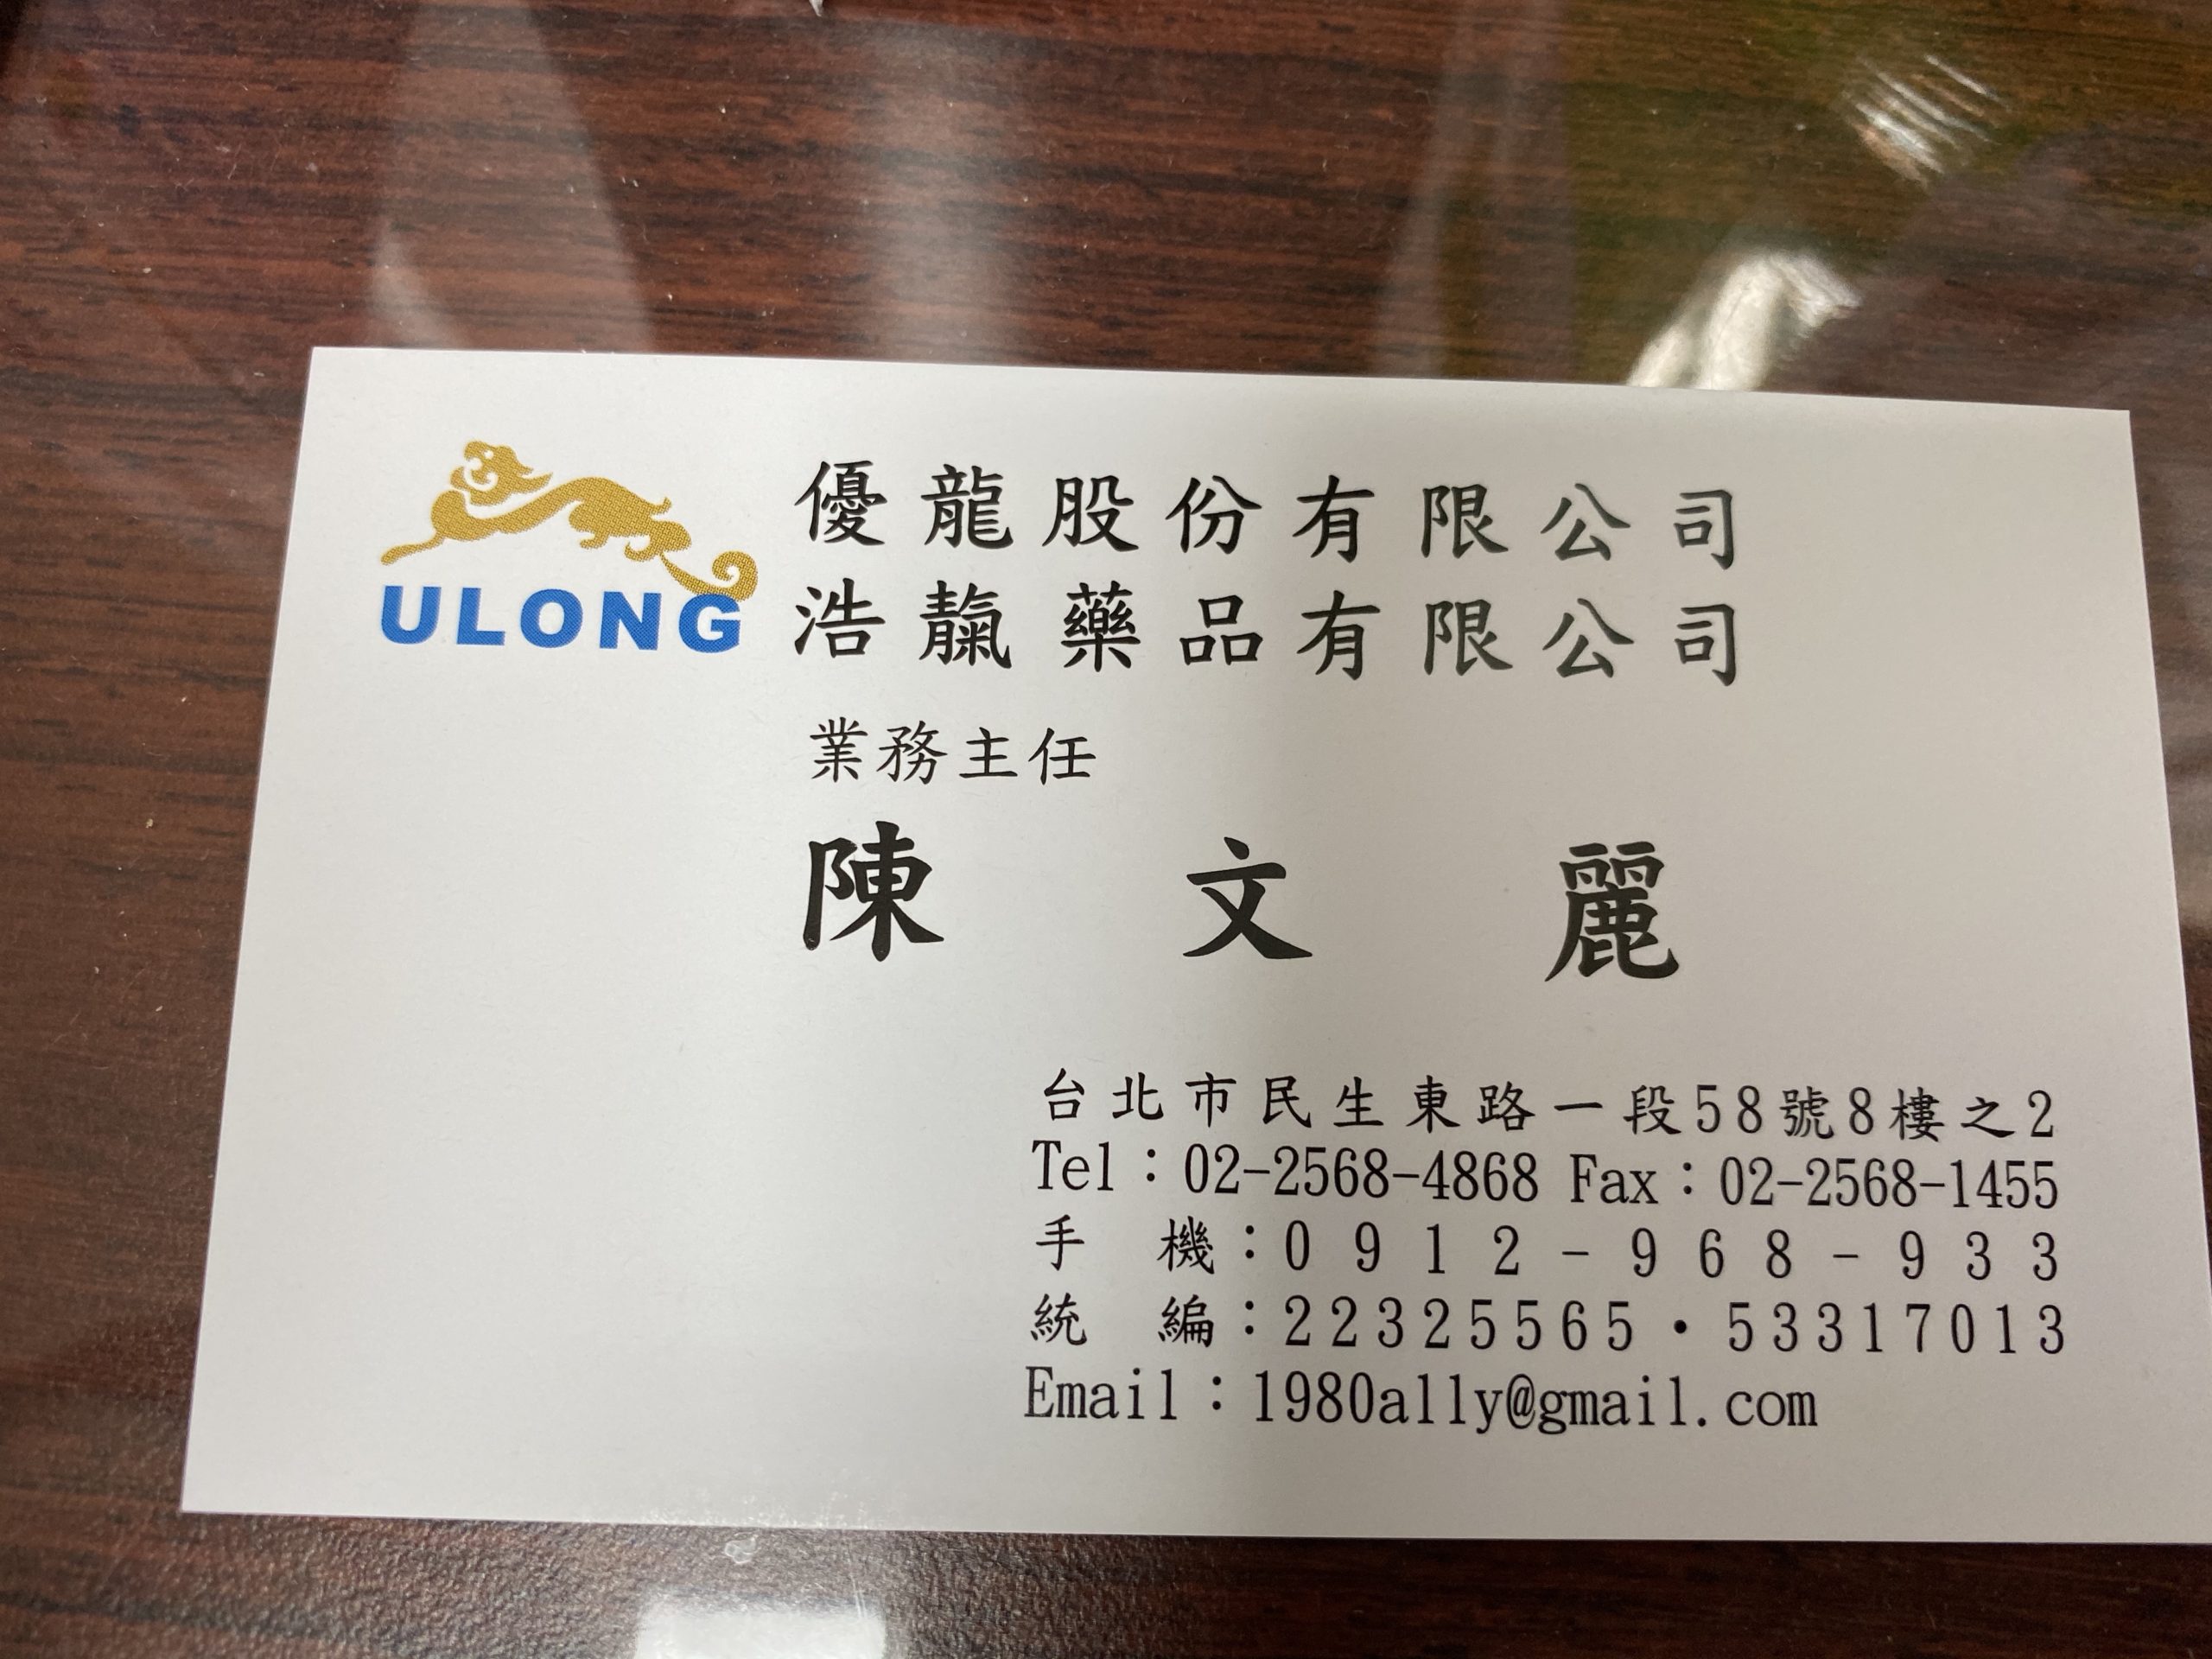 ULONG
優龍股份有限公司
浩靝藥品有限公司
業務主任
陳文麗
台北市民生東路一段58號8樓之2
Tel：02-2568-4868 Fax：02-2568-1455
手機：0912-968-933
統編：22325565・53317013
Email：1980ally@gmail.com